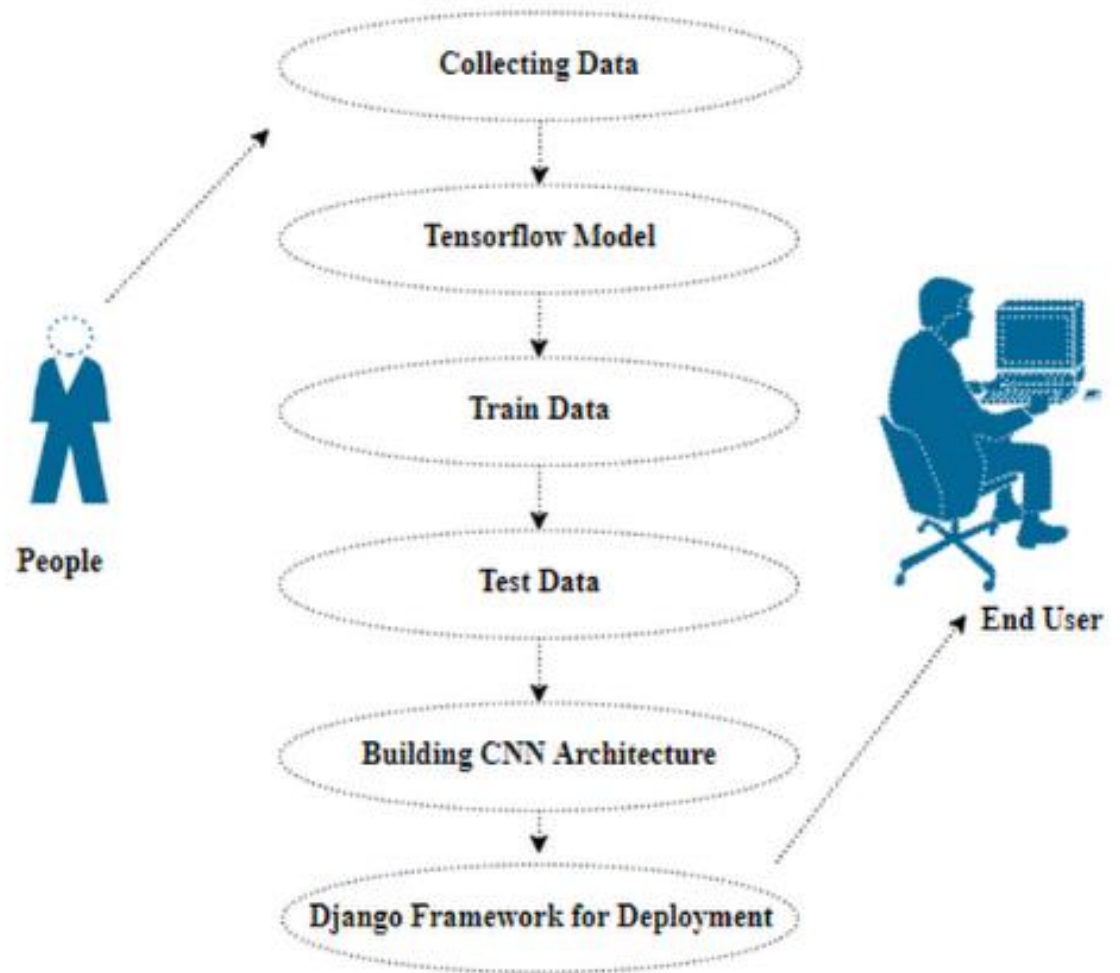 Collecting Data
Tensorflow Model
Train Data
People
Test Data
End User
Building CNN Architecture
Django Framework for Deployment